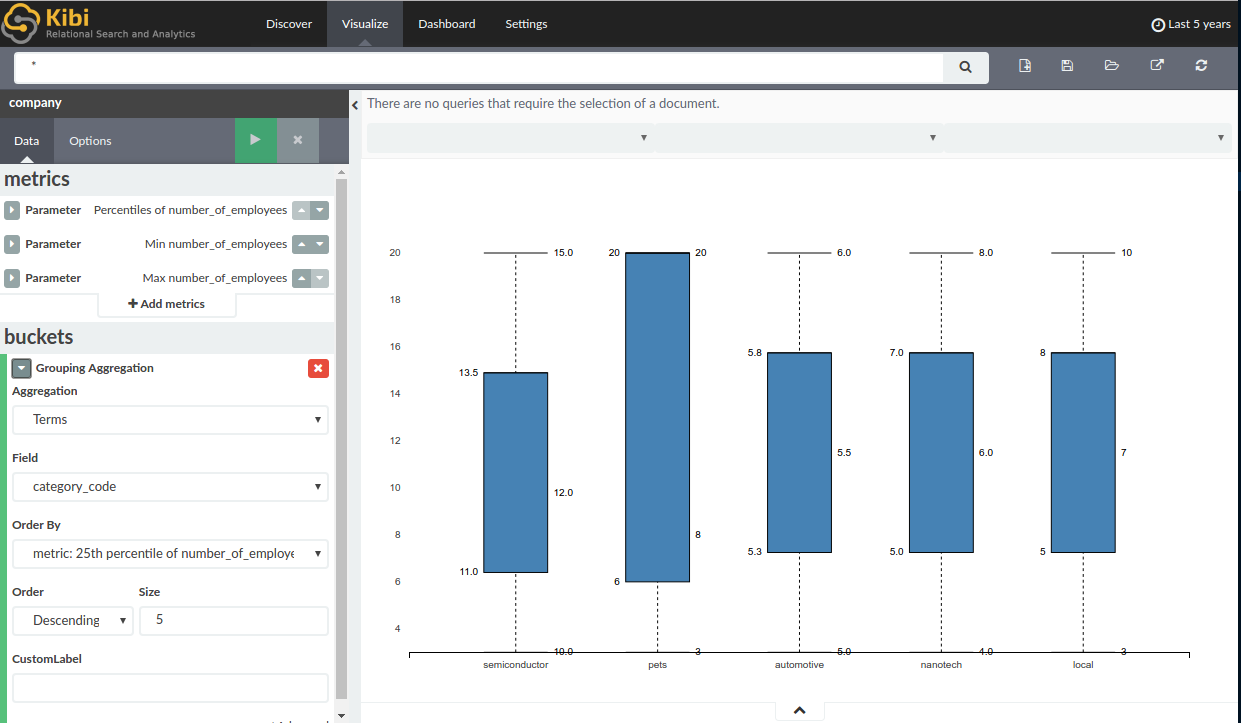 Kibi
Relational Search and Analytics
Discover Visualize Dashboard Settings Last 5 years
*
company
There are no queries that require the selection of a document.
Data Options
metrics
Parameter Percentiles of number_of_employees
Parameter Min number_of_employees
Parameter Max number_of_employees
Add metrics
buckets
Grouping Aggregation
Aggregation
Terms
Field
category_code
Order By
metric: 25th percentile of number_of_employe
Order Size
Descending 5
CustomLabel
20 15.0 20 20 6.0 8.0 10
18
16
5.8 7.0 8
13.5
14
12
5.5 6.0 7
10 12.0
8 8
5.3 5.0 5
11.0 6
6
4
10.0 3 5.0 4.0 3
semiconductor pets automotive nanotech local